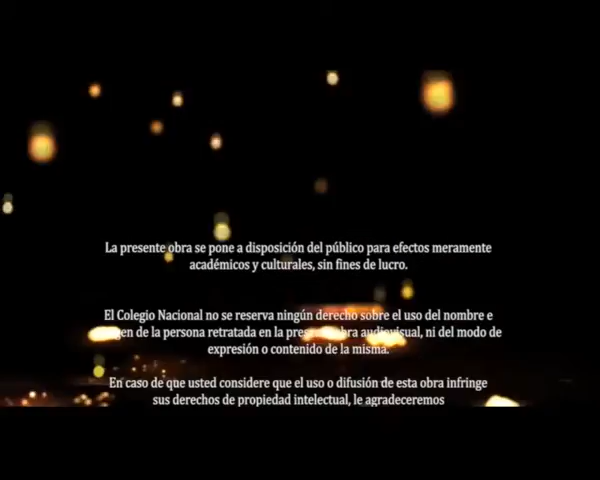 La presente obra se pone a disposición del público para efectos meramente
académicos y culturales, sin fines de lucro.
El Colegio Nacional no se reserva ningún derecho sobre el uso del nombre e
imagen de la persona retratada en la presente obra audiovisual, ni del modo de
expresión o contenido de la misma.
En caso de que usted considere que el uso o difusión de esta obra infringe
sus derechos de propiedad intelectual, le agradeceremos